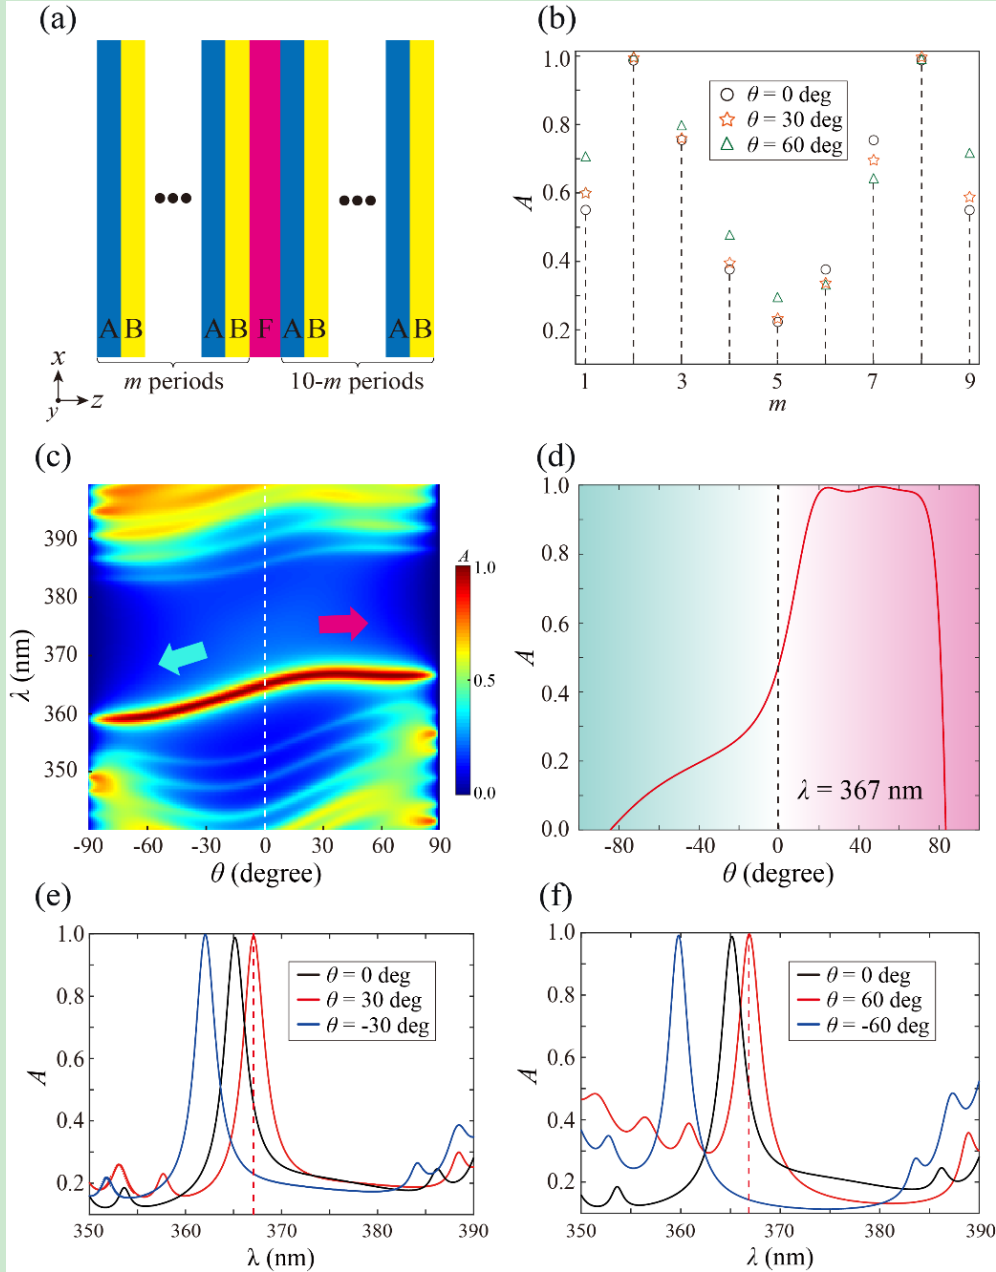 (a)
A B ••• A B F A B ••• A B
m periods 10-m periods
x
y z
(b)
1.0
0.8
0.6
0.4
0.2
A
θ = 0 deg
θ = 30 deg
θ = 60 deg
1 3 5 7 9
m
(c)
390
380
370
360
350
λ (nm)
A
1.0
0.5
0.0
-90 -60 -30 0 30 60 90
θ (degree)
(d)
1.0
0.8
0.6
0.4
0.2
0.0
A
λ = 367 nm
-80 -40 0 40 80
θ (degree)
(e)
1.0
0.8
0.6
0.4
0.2
A
θ = 0 deg
θ = 30 deg
θ = -30 deg
350 360 370 380 390
λ (nm)
(f)
1.0
0.8
0.6
0.4
0.2
A
θ = 0 deg
θ = 60 deg
θ = -60 deg
350 360 370 380 390
λ (nm)